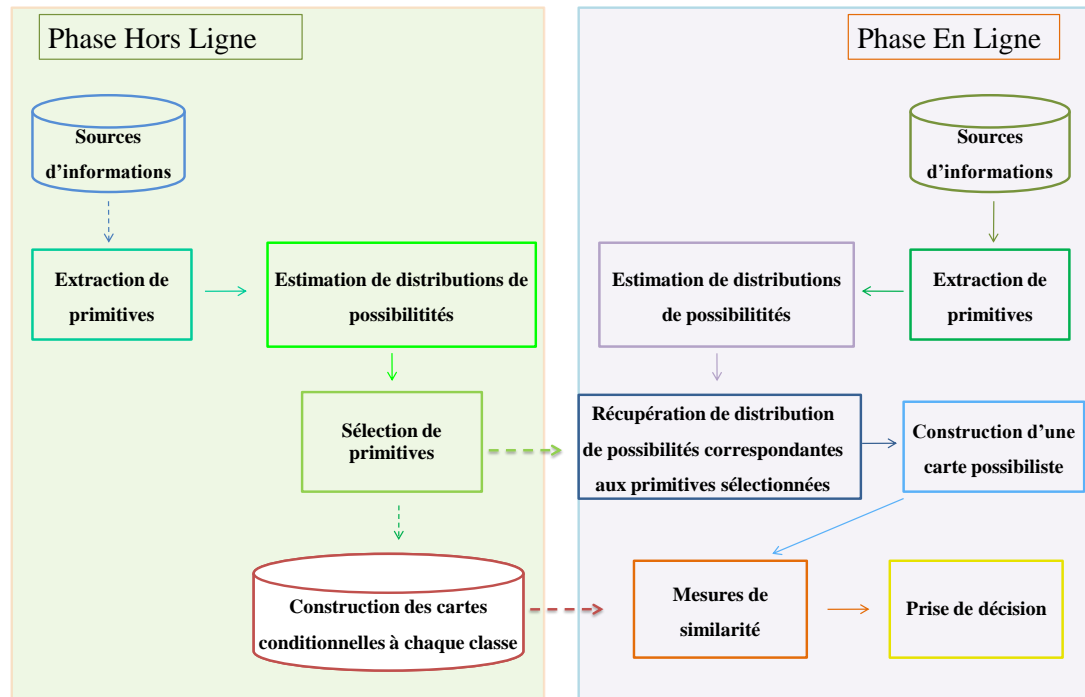 Phase Hors Ligne
Sources
d'informations
Extraction de
primitives
Estimation de distributions de
possibilitités
Sélection de
primitives
Construction des cartes
conditionnelles à chaque classe
Phase En Ligne
Sources
d'informations
Extraction de
primitives
Estimation de distributions
de possibilitités
Récupération de distribution
de possibilités correspondantes
aux primitives sélectionnées
Construction d'une
carte possibiliste
Mesures de
similarité
Prise de décision